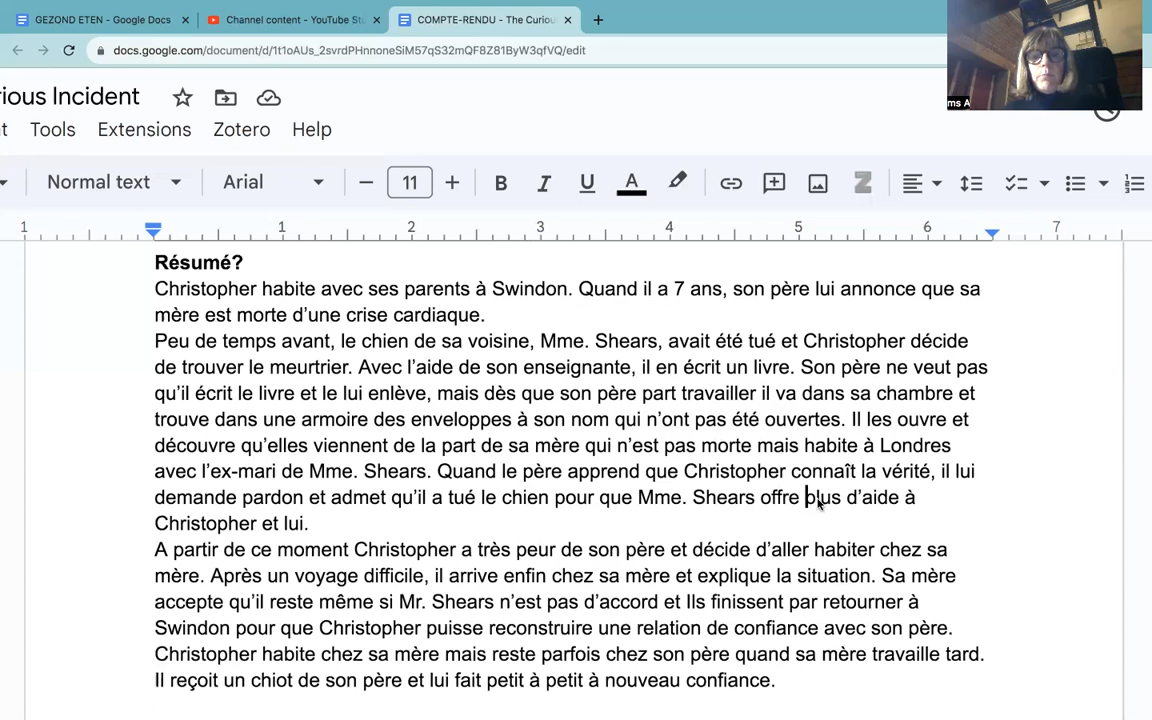 GEZOND ETEN - Google Docs
Channel content - YouTube St
COMPTE-RENDU - The Curiou
docs.google.com/document/d/1t1oAUs_2svrdPHnnoneSiM57qS32mQF8Z81ByW3qfVQ/edit
ms A
rious Incident
t Tools Extensions Zotero Help
Normal text Arial 11 B I U A Z
1 1 2 3 4 5 6 7
Résumé?
Christopher habite avec ses parents à Swindon. Quand il a 7 ans, son père lui annonce que sa
mère est morte d'une crise cardiaque.
Peu de temps avant, le chien de sa voisine, Mme. Shears, avait été tué et Christopher décide
de trouver le meurtrier. Avec l'aide de son enseignante, il en écrit un livre. Son père ne veut pas
qu'il écrit le livre et le lui enlève, mais dès que son père part travailler il va dans sa chambre et
trouve dans une armoire des enveloppes à son nom qui n'ont pas été ouvertes. Il les ouvre et
découvre qu'elles viennent de la part de sa mère qui n'est pas morte mais habite à Londres
avec l'ex-mari de Mme. Shears. Quand le père apprend que Christopher connaît la vérité, il lui
demande pardon et admet qu'il a tué le chien pour que Mme. Shears offre plus d'aide à
Christopher et lui.
A partir de ce moment Christopher a très peur de son père et décide d'aller habiter chez sa
mère. Après un voyage difficile, il arrive enfin chez sa mère et explique la situation. Sa mère
accepte qu'il reste même si Mr. Shears n'est pas d'accord et Ils finissent par retourner à
Swindon pour que Christopher puisse reconstruire une relation de confiance avec son père.
Christopher habite chez sa mère mais reste parfois chez son père quand sa mère travaille tard.
Il reçoit un chiot de son père et lui fait petit à petit à nouveau confiance.